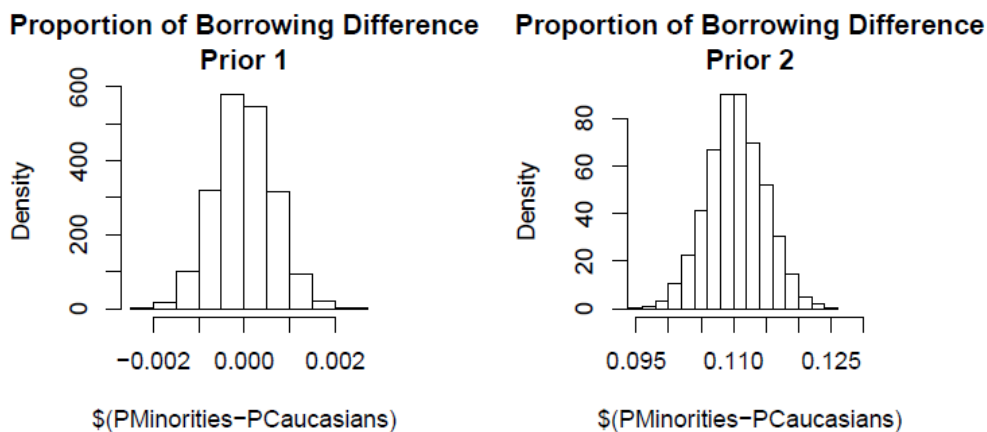 Proportion of Borrowing Difference
Prior 1
Density
0
200
400
600
−0.002 0.000 0.002
$(PMinorities−PCaucasians)
Proportion of Borrowing Difference
Prior 2
Density
0
20
40
60
80
0.095 0.110 0.125
$(PMinorities−PCaucasians)